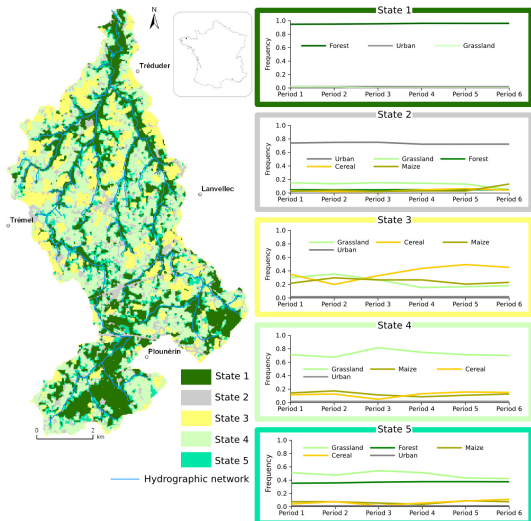 N
Tréduder
Lanvellec
Trémel
Plounérin
0 2
km
State 1
State 2
State 3
State 4
State 5
Hydrographic network
State 1
Frequency
1.0
0.8
0.6
0.4
0.2
0.0
Forest Urban Grassland
Period 1 Period 2 Period 3 Period 4 Period 5 Period 6
State 2
Frequency
1.0
0.8
0.6
0.4
0.2
0.0
Urban Grassland Forest
Cereal Maize
Period 1 Period 2 Period 3 Period 4 Period 5 Period 6
State 3
Frequency
1.0
0.8
0.6
0.4
0.2
0.0
Grassland Cereal Maize
Urban
Period 1 Period 2 Period 3 Period 4 Period 5 Period 6
State 4
Frequency
1.0
0.8
0.6
0.4
0.2
0.0
Grassland Maize Cereal
Urban
Period 1 Period 2 Period 3 Period 4 Period 5 Period 6
State 5
Frequency
1.0
0.8
0.6
0.4
0.2
0.0
Grassland Forest Maize
Cereal Urban
Period 1 Period 2 Period 3 Period 4 Period 5 Period 6